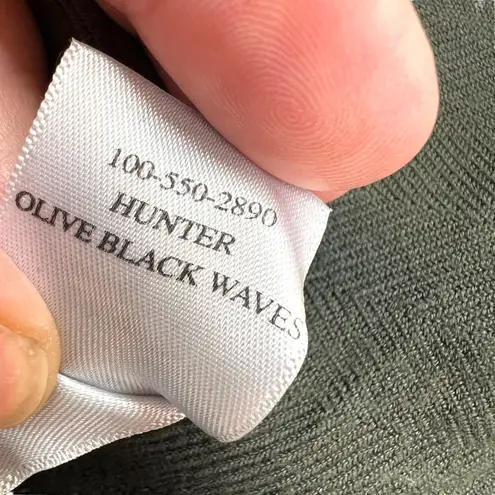 100-550-2890
HUNTER
OLIVE BLACK WAVES